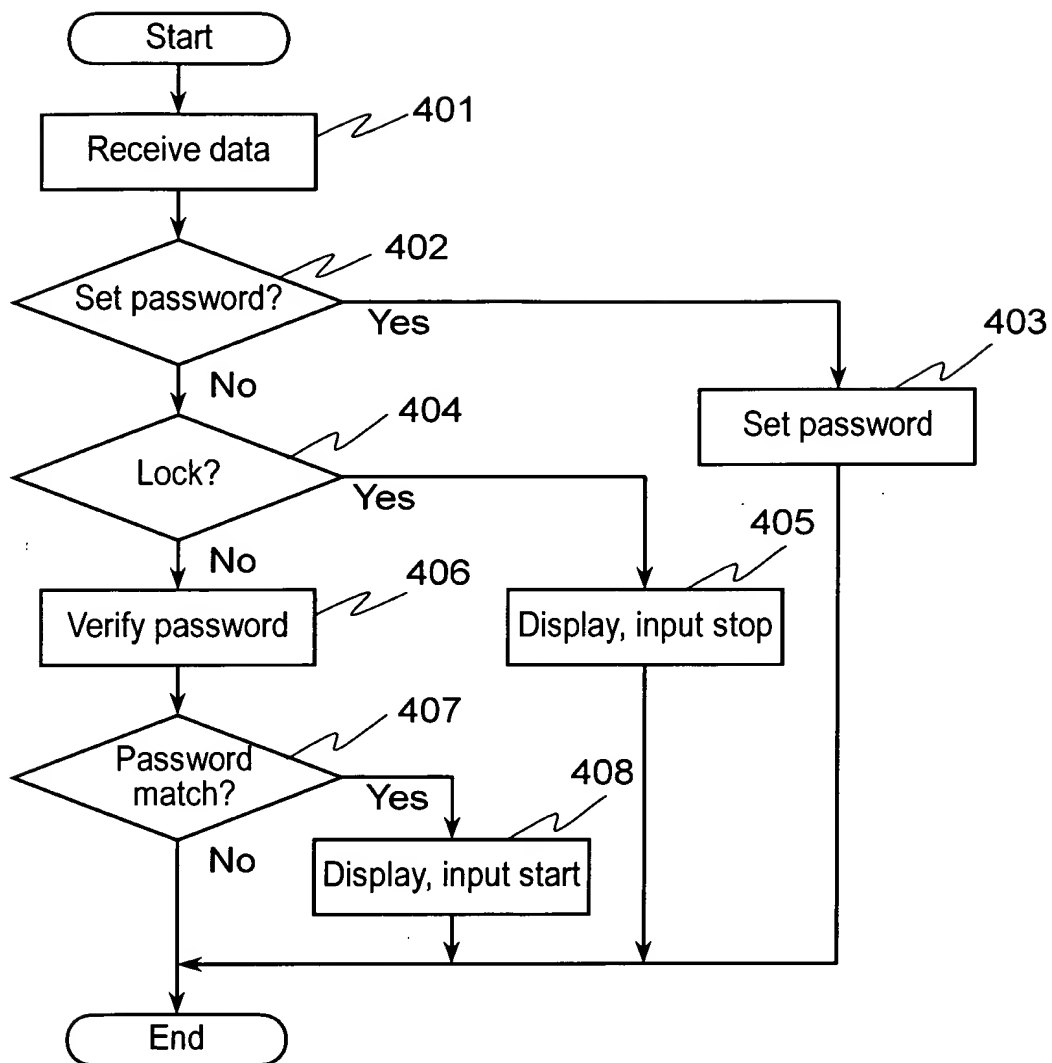 Start
401
Receive data
402
Set password?
Yes
403
No
Set password
404
Lock?
Yes
405
No
406
Verify password
Display, input stop
407
Password
match?
408
Yes
No
Display, input start
End